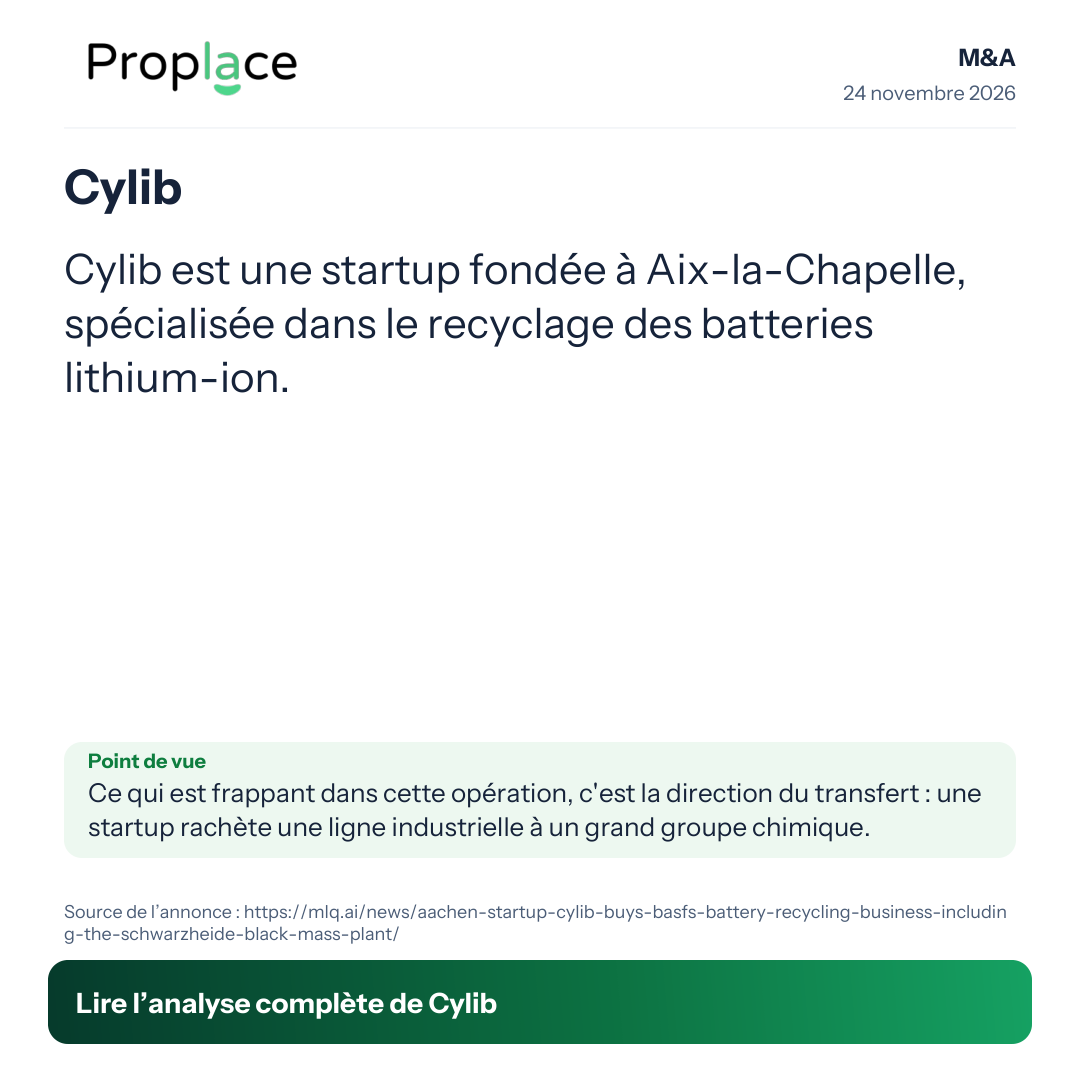 Proplace
M&A
24 novembre 2026
Cylib
Cylib est une startup fondée à Aix-la-Chapelle,
spécialisée dans le recyclage des batteries
lithium-ion.
Point de vue
Ce qui est frappant dans cette opération, c'est la direction du transfert : une
startup rachète une ligne industrielle à un grand groupe chimique.
Source de l’annonce : https://mlq.ai/news/aachen-startup-cylib-buys-basfs-battery-recycling-business-includin
g-the-schwarzheide-black-mass-plant/
Lire l’analyse complète de Cylib